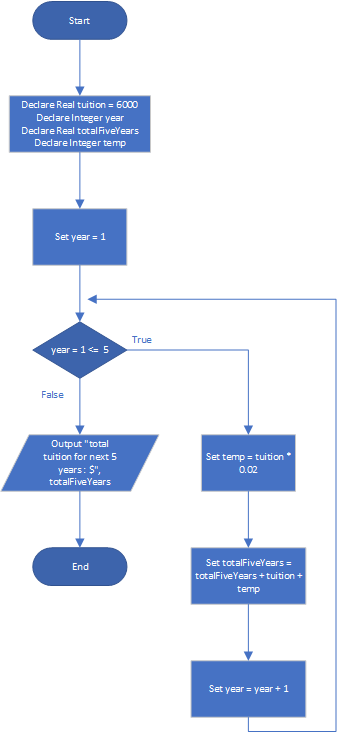 Start
Declare Real tuition = 6000
Declare Integer year
Declare Real totalFiveYears
Declare Integer temp
Set year = 1
year = 1 <= 5
True
False
Output "total
tuition for next 5
years : $",
totalFiveYears
Set temp = tuition *
0.02
End
Set totalFiveYears =
totalFiveYears + tuition +
temp
Set year = year + 1